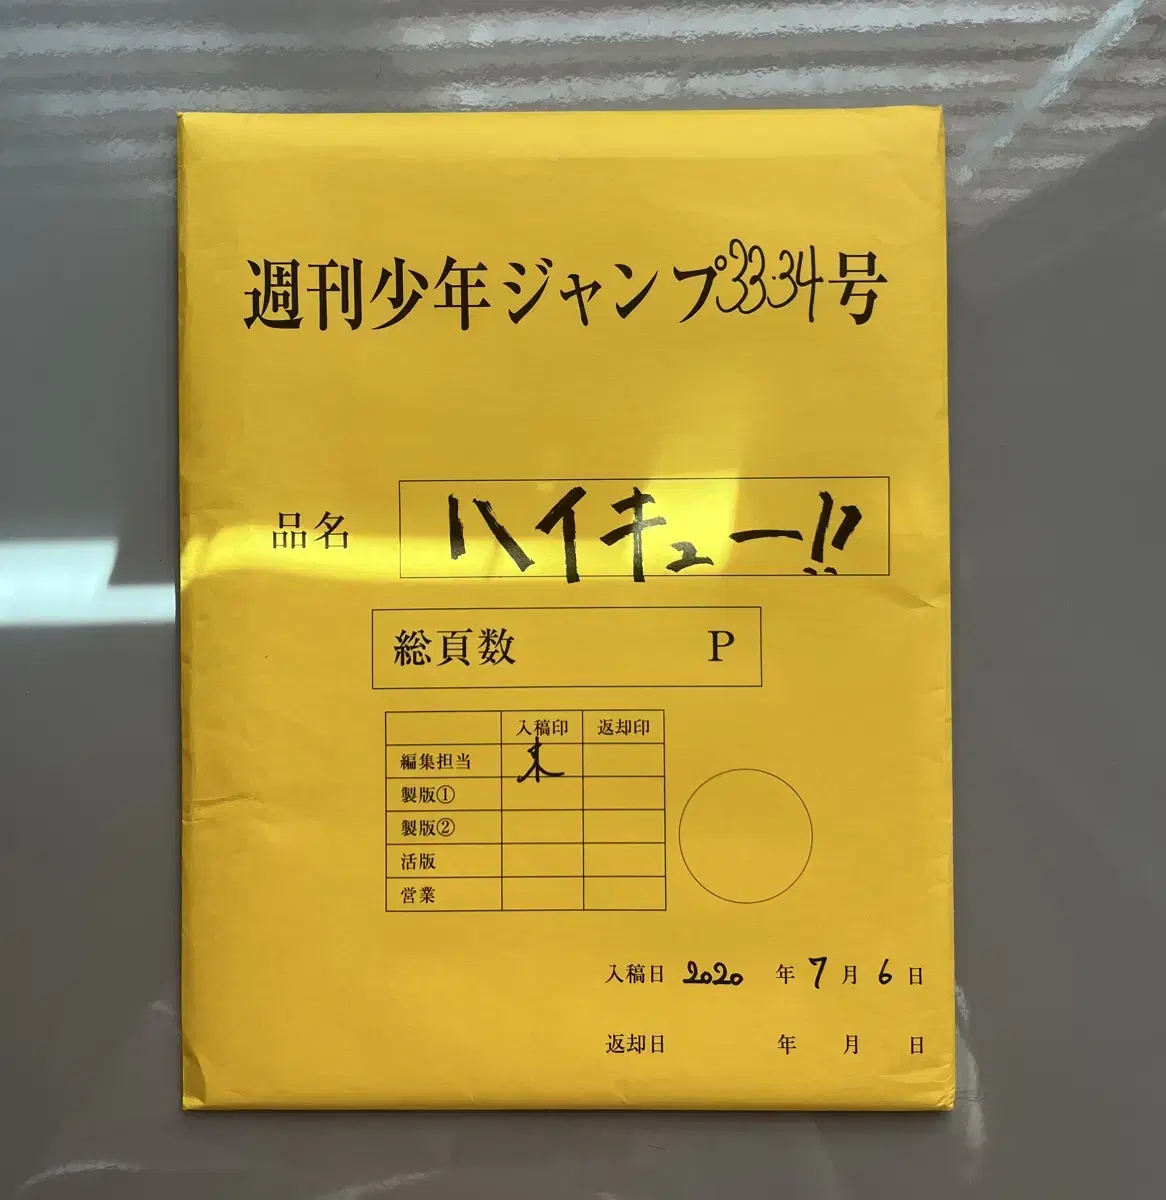 週刊少年ジャンプ33・34号
品名 ハイキュー!!
総頁数 P
入稿印 返却印
編集担当
製版①
製版②
活版
営業
入稿日 2020 年 7 月 6 日
返却日 年 月 日